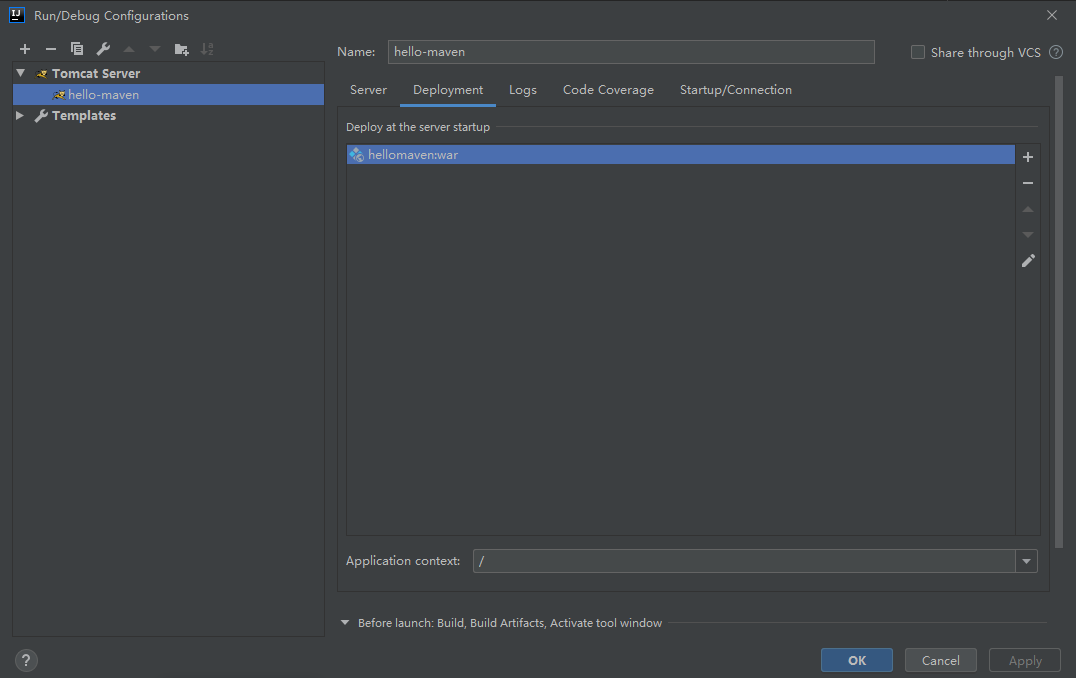 Run/Debug Configurations
Name: hello-maven
Share through VCS ?
Tomcat Server
hello-maven
Templates
Server Deployment Logs Code Coverage Startup/Connection
Deploy at the server startup
hellomaven:war
Application context: /
Before launch: Build, Build Artifacts, Activate tool window
? OK Cancel Apply